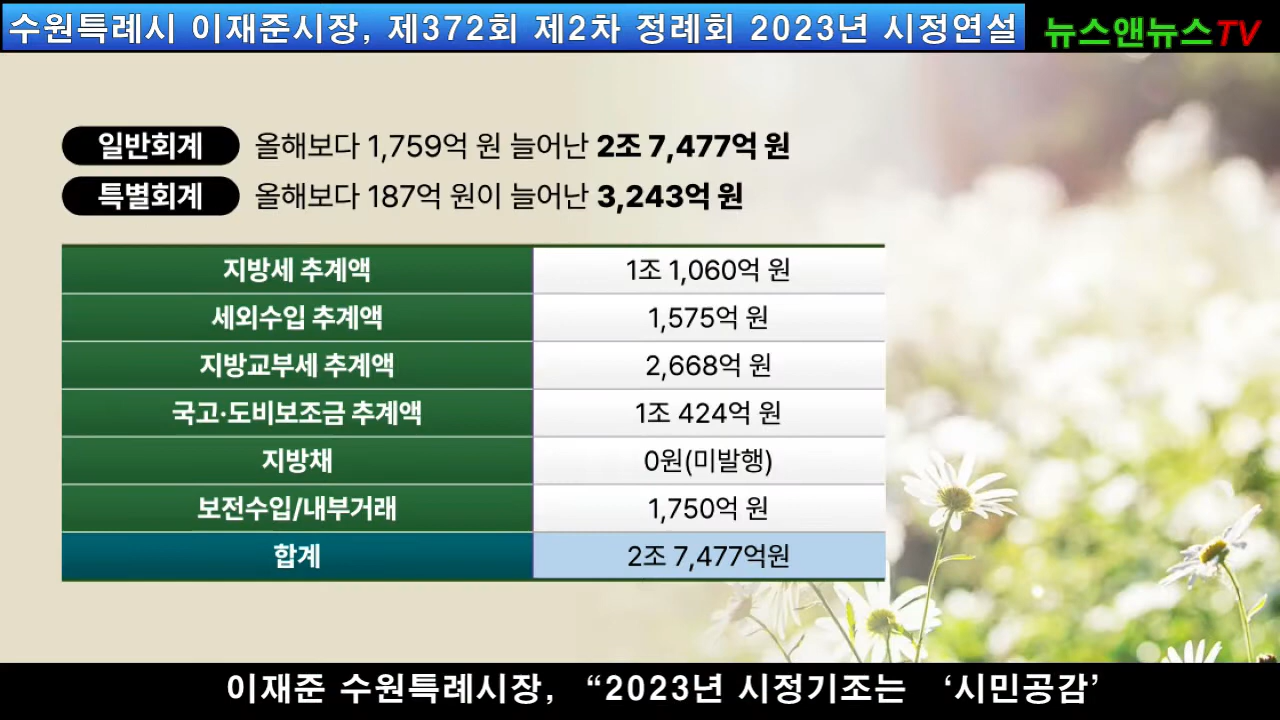 수원특례시 이재준시장, 제372회 제2차 정례회 2023년 시정연설
뉴스앤뉴스TV
일반회계 올해보다 1,759억 원 늘어난 2조 7,477억 원
특별회계 올해보다 187억 원이 늘어난 3,243억 원
지방세 추계액 1조 1,060억 원
세외수입 추계액 1,575억 원
지방교부세 추계액 2,668억 원
국고·도비보조금 추계액 1조 424억 원
지방채 0원(미발행)
보전수입/내부거래 1,750억 원
합계 2조 7,477억원
이재준 수원특례시장, “2023년 시정기조는 ‘시민공감’